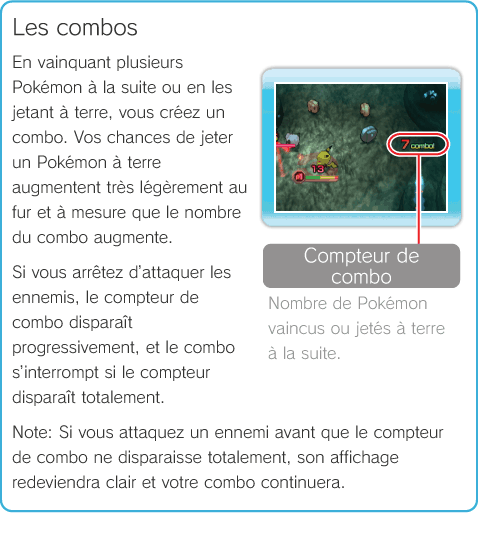 Les combos
En vainquant plusieurs
Pokémon à la suite ou en les
jetant à terre, vous créez un
combo. Vos chances de jeter
un Pokémon à terre
augmentent très légèrement au
fur et à mesure que le nombre
du combo augmente.
Si vous arrêtez d'attaquer les
ennemis, le compteur de
combo disparaît
progressivement, et le combo
s'interrompt si le compteur
disparaît totalement.
7 combo!
13
P1
Compteur de
combo
Nombre de Pokémon
vaincus ou jetés à terre
à la suite.
Note: Si vous attaquez un ennemi avant que le compteur
de combo ne disparaisse totalement, son affichage
redeviendra clair et votre combo continuera.